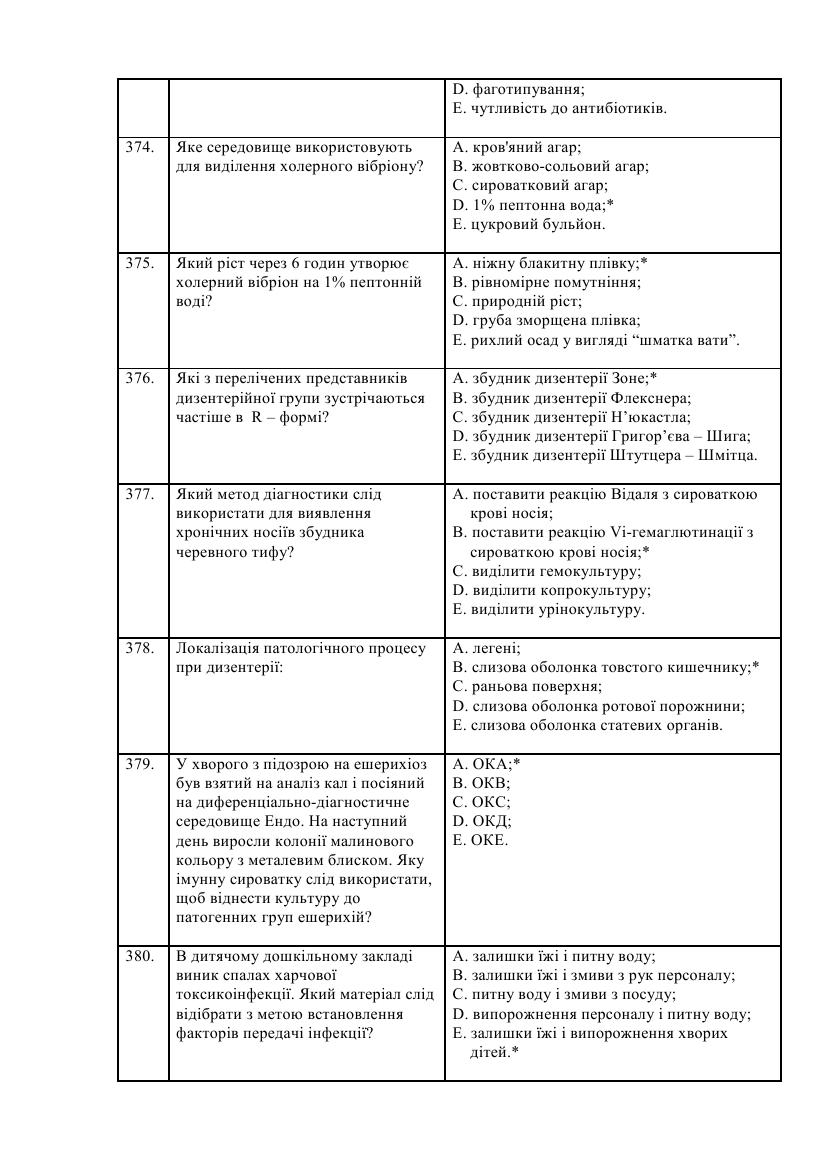 D. фаготипування;
E. чутливість до антибіотиків.
374.
Яке середовище використовують
для виділення холерного вібріону?
A. кров'яний агар;
B. жовтково-сольовий агар;
C. сироватковий агар;
D. 1% пептонна вода;*
E. цукровий бульйон.
375.
Який ріст через 6 годин утворює
холерний вібріон на 1% пептонній
воді?
A. ніжну блакитну плівку;*
B. рівномірне помутніння;
C. природній ріст;
D. груба зморщена плівка;
E. рихлий осад у вигляді “шматка вати”.
376.
Які з перелічених представників
дизентерійної групи зустрічаються
частіше в R – формі?
A. збудник дизентерії Зоне;*
B. збудник дизентерії Флекснера;
C. збудник дизентерії Н’юкастла;
D. збудник дизентерії Григор’єва – Шига;
E. збудник дизентерії Штутцера – Шмітца.
377.
Який метод діагностики слід
використати для виявлення
хронічних носіїв збудника
черевного тифу?
A. поставити реакцію Відаля з сироваткою
крові носія;
B. поставити реакцію Vi-гемаглютинації з
сироваткою крові носія;*
C. виділити гемокультуру;
D. виділити копрокультуру;
E. виділити урінокультуру.
378.
Локалізація патологічного процесу
при дизентерії:
A. легені;
B. слизова оболонка товстого кишечнику;*
C. раньова поверхня;
D. слизова оболонка ротової порожнини;
E. слизова оболонка статевих органів.
379.
У хворого з підозрою на ешерихіоз
був взятий на аналіз кал і посіяний
на диференціально-діагностичне
середовище Ендо. На наступний
день виросли колонії малинового
кольору з металевим блиском. Яку
імунну сироватку слід використати,
щоб віднести культуру до
патогенних груп ешерихій?
A. ОКА;*
B. ОКВ;
C. ОКС;
D. ОКД;
E. ОКЕ.
380.
В дитячому дошкільному закладі
виник спалах харчової
токсикоінфекції. Який матеріал слід
відібрати з метою встановлення
факторів передачі інфекції?
A. залишки їжі і питну воду;
B. залишки їжі і змиви з рук персоналу;
C. питну воду і змиви з посуду;
D. випорожнення персоналу і питну воду;
E. залишки їжі і випорожнення хворих
дітей.*